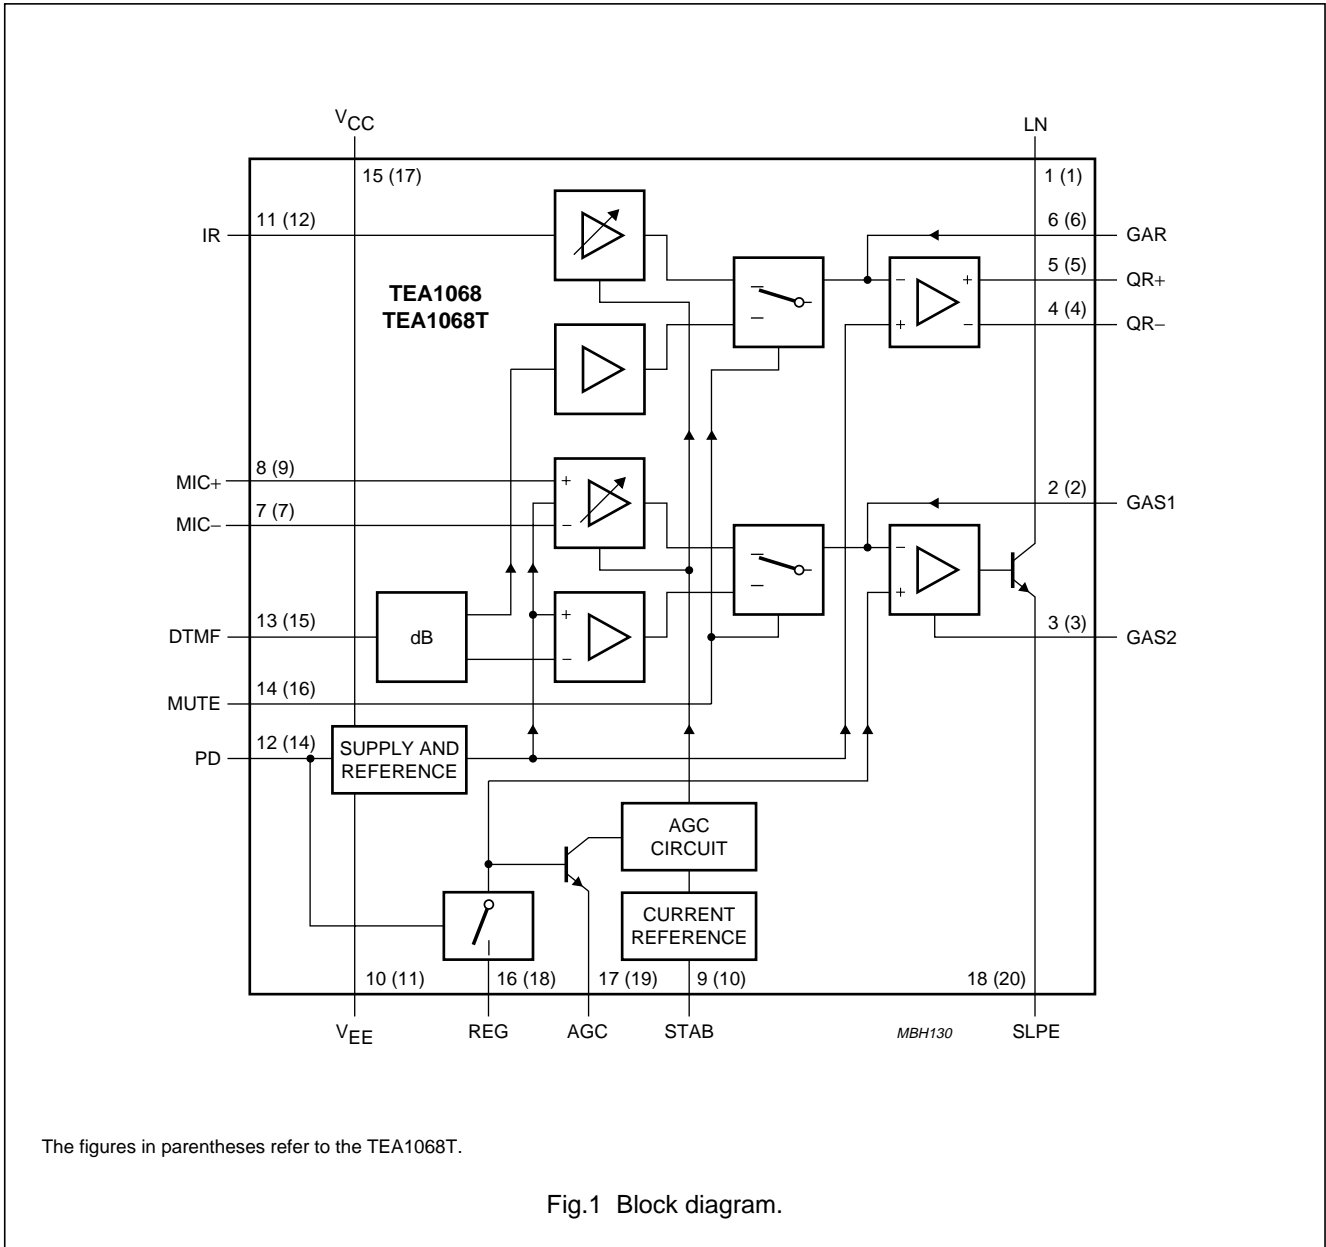 VCC
LN
15 (17)
1 (1)
11 (12)
IR
6 (6)
GAR
TEA1068
TEA1068T
5 (5)
QR+
4 (4)
QR−
8 (9)
MIC+
+
7 (7)
MIC−
−
2 (2)
GAS1
13 (15)
DTMF
dB
+
−
−
+
+
−
−
+
3 (3)
GAS2
14 (16)
MUTE
12 (14)
PD
SUPPLY AND
REFERENCE
AGC
CIRCUIT
CURRENT
REFERENCE
10 (11)
16 (18)
17 (19)
9 (10)
18 (20)
VEE
REG
AGC
STAB
MBH130
SLPE
The figures in parentheses refer to the TEA1068T.
Fig.1 Block diagram.